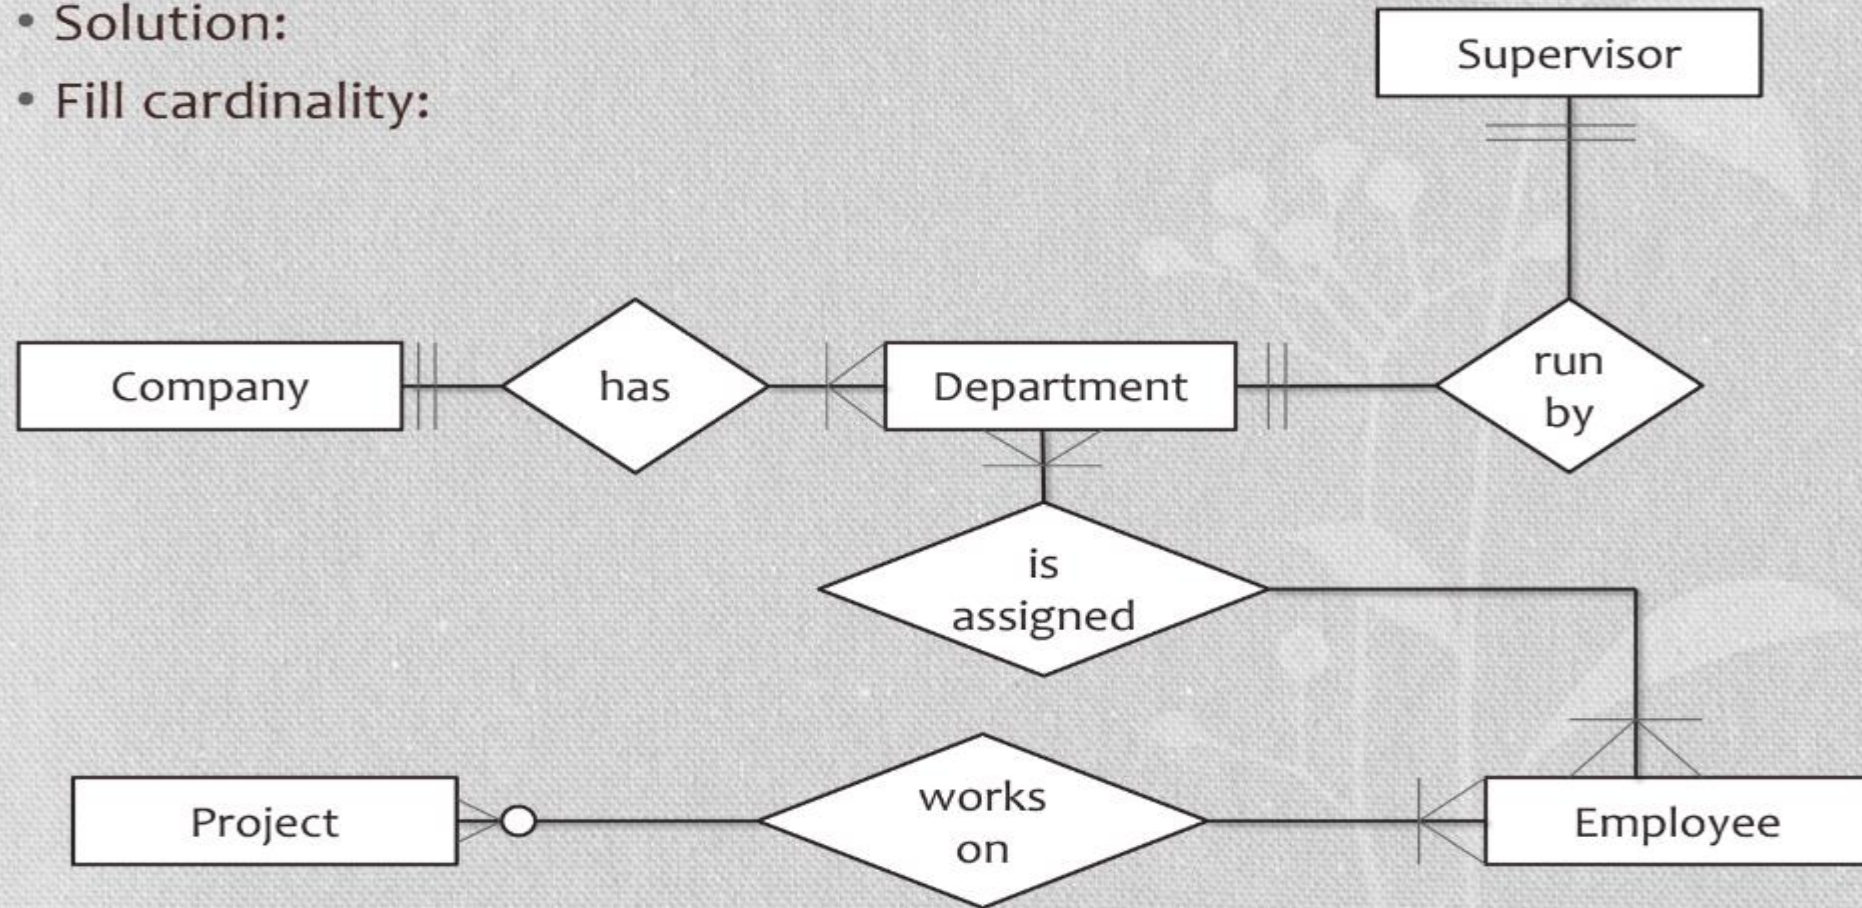 • Solution:
• Fill cardinality:
Supervisor
Company
has
Department
run
by
is
assigned
Project
works
on
Employee